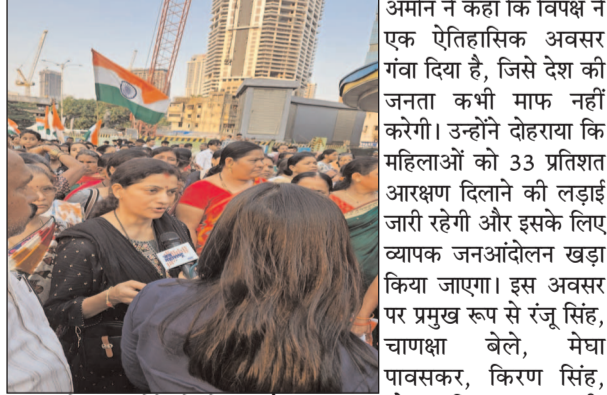 अमीन ने कहा कि विपक्ष ने
एक ऐतिहासिक अवसर
गंवा दिया है, जिसे देश की
जनता कभी माफ नहीं
करेगी। उन्होंने दोहराया कि
महिलाओं को 33 प्रतिशत
आरक्षण दिलाने की लड़ाई
जारी रहेगी और इसके लिए
व्यापक जनआंदोलन खड़ा
किया जाएगा। इस अवसर
पर प्रमुख रूप से रंजू सिंह,
चाणक्षा बेले, मेघा
पावसकर, किरण सिंह,